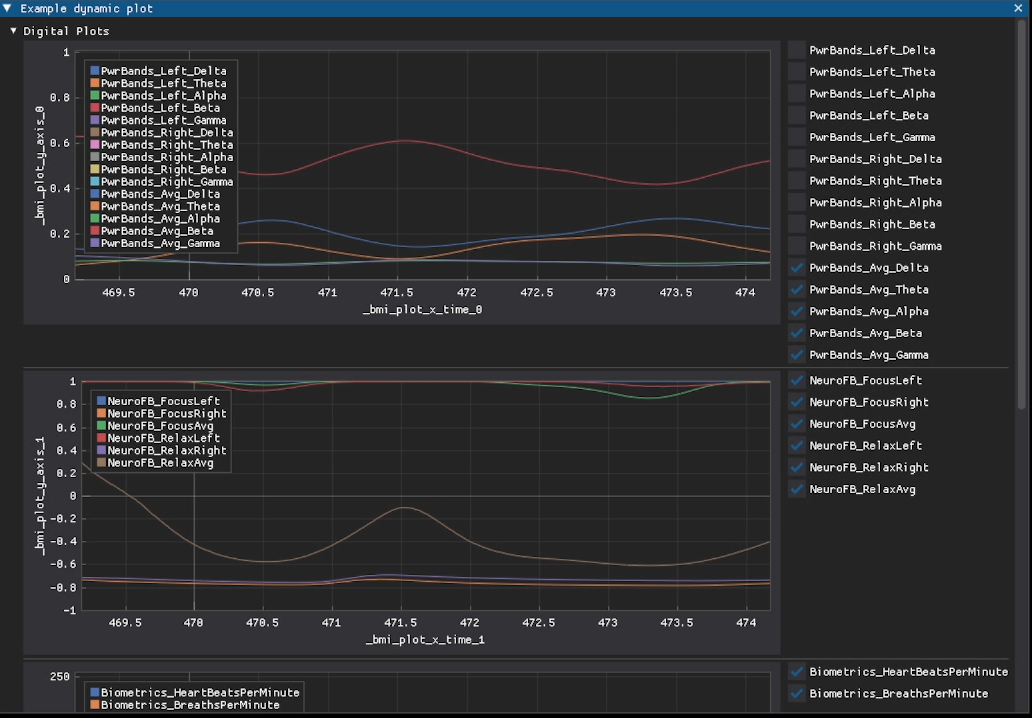 Example dynamic plot
Digital Plots
1
0.8
0.6
0.4
0.2
0
_bmi_plot_y_axis_0
PwrBands_Left_Delta
PwrBands_Left_Theta
PwrBands_Left_Alpha
PwrBands_Left_Beta
PwrBands_Left_Gamma
PwrBands_Right_Delta
PwrBands_Right_Theta
PwrBands_Right_Alpha
PwrBands_Right_Beta
PwrBands_Right_Gamma
PwrBands_Avg_Delta
PwrBands_Avg_Theta
PwrBands_Avg_Alpha
PwrBands_Avg_Beta
PwrBands_Avg_Gamma
469.5 470 470.5 471 471.5 472 472.5 473 473.5 474
_bmi_plot_x_time_0
PwrBands_Left_Delta
PwrBands_Left_Theta
PwrBands_Left_Alpha
PwrBands_Left_Beta
PwrBands_Left_Gamma
PwrBands_Right_Delta
PwrBands_Right_Theta
PwrBands_Right_Alpha
PwrBands_Right_Beta
PwrBands_Right_Gamma
PwrBands_Avg_Delta
PwrBands_Avg_Theta
PwrBands_Avg_Alpha
PwrBands_Avg_Beta
PwrBands_Avg_Gamma
1
0.8
0.6
0.4
0.2
0
-0.2
-0.4
-0.6
-0.8
-1
_bmi_plot_y_axis_1
NeuroFB_FocusLeft
NeuroFB_FocusRight
NeuroFB_FocusAvg
NeuroFB_RelaxLeft
NeuroFB_RelaxRight
NeuroFB_RelaxAvg
469.5 470 470.5 471 471.5 472 472.5 473 473.5 474
_bmi_plot_x_time_1
NeuroFB_FocusLeft
NeuroFB_FocusRight
NeuroFB_FocusAvg
NeuroFB_RelaxLeft
NeuroFB_RelaxRight
NeuroFB_RelaxAvg
250
Biometrics_HeartBeatsPerMinute
Biometrics_BreathsPerMinute
Biometrics_HeartBeatsPerMinute
Biometrics_BreathsPerMinute